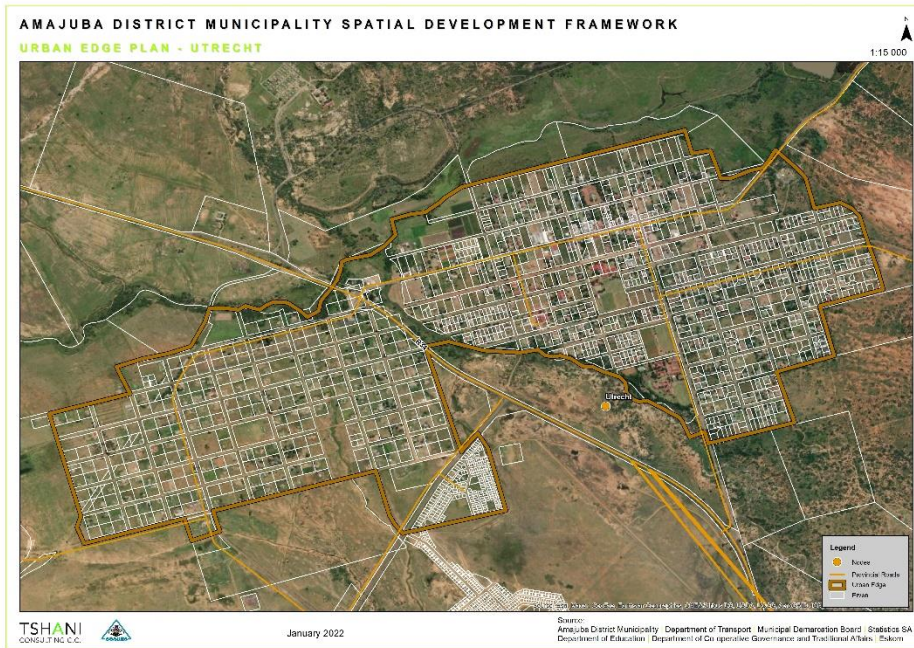 AMAJUBA DISTRICT MUNICIPALITY SPATIAL DEVELOPMENT FRAMEWORK
URBAN EDGE PLAN - UTRECHT
N
1:15 000
Utrecht
Legend
Nodes
Provincial Roads
Urban Edge
Erven
TSHANI
CONSULTING C.C.
January 2022
Source:
Amajuba District Municipality | Department of Transport | Municipal Demarcation Board | Statistics SA
Department of Education | Department of Co operative Governance and Traditional Affairs | Eskom